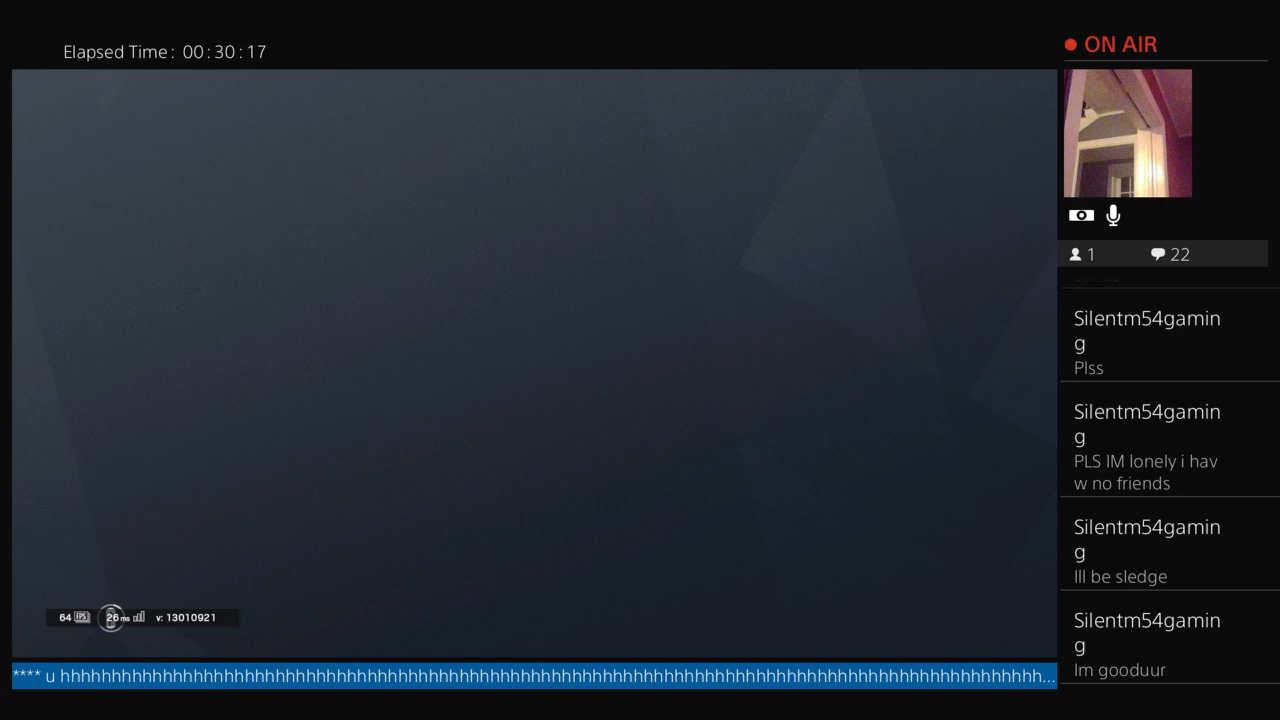 Elapsed Time: 00:30:17
ON AIR
1 22
Silentm54gamin
g
Plss
Silentm54gamin
g
PLS IM lonely i hav
w no friends
Silentm54gamin
g
Ill be sledge
Silentm54gamin
g
Im gooduur
64 FPS 26 ms v: 13010921